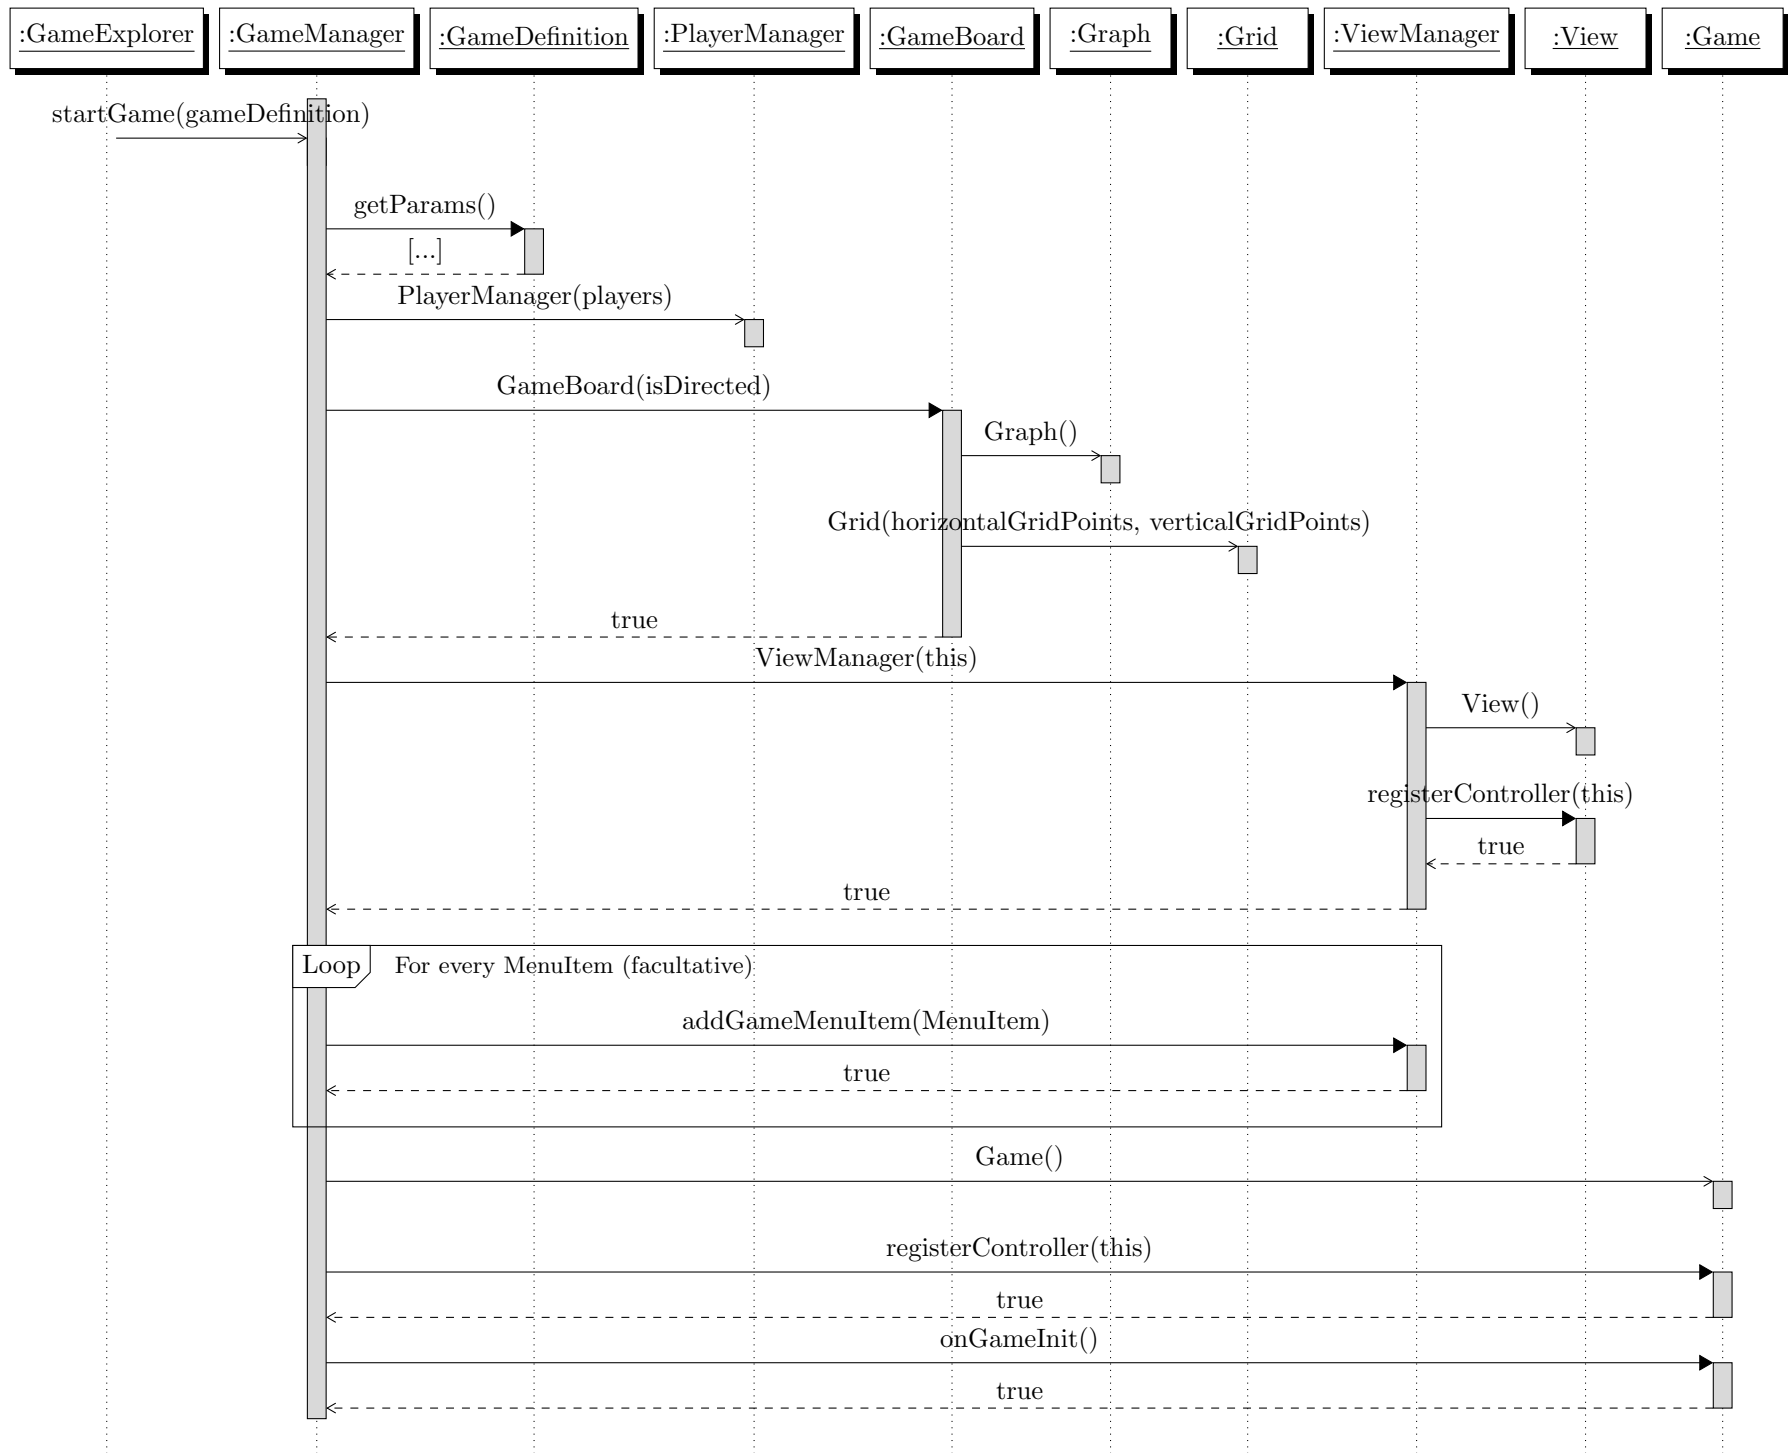 :GameExplorer
:GameManager
:GameDefinition
:PlayerManager
:GameBoard
:Graph
:Grid
:ViewManager
:View
:Game
startGame(gameDefinition)
getParams()
[...]
PlayerManager(players)
GameBoard(isDirected)
Graph()
Grid(horizontalGridPoints, verticalGridPoints)
true
ViewManager(this)
View()
registerController(this)
true
true
Loop
For every MenuItem (facultative)
addGameMenuItem(MenuItem)
true
Game()
registerController(this)
true
onGameInit()
true